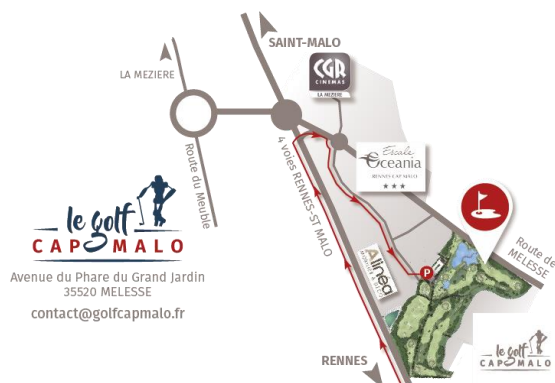 SAINT-MALO
LA MEZIERE
CGR
CINEMAS
LA MEZIERE
Route du Meuble
4 voies RENNES-ST MALO
Escale
Oceania
RENNES CAP MALO
le golf
CAP MALO
Avenue du Phare du Grand Jardin
35520 MELESSE
contact@golfcapmalo.fr
Alinea
P
Route de
MELESSE
RENNES
le golf
CAP MALO